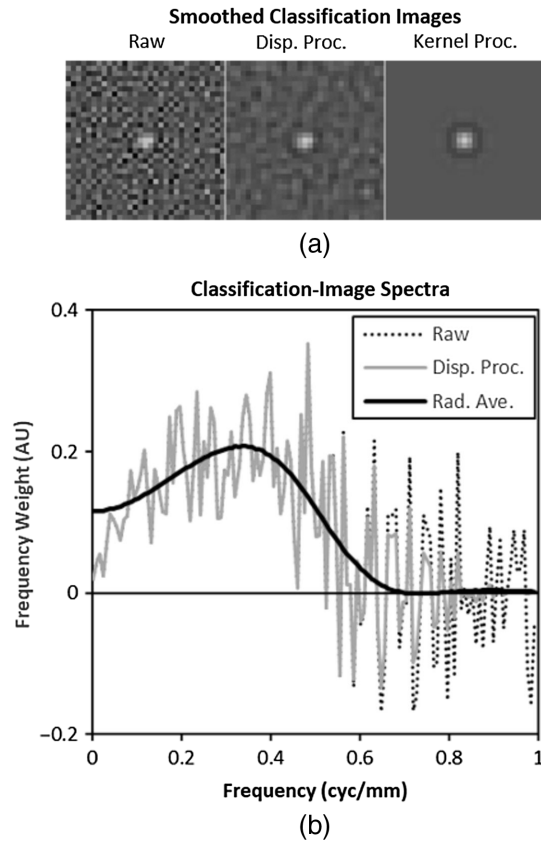 Smoothed Classification Images
Raw Disp. Proc. Kernel Proc.
(a)
Classification-Image Spectra
0.4
Raw
Disp. Proc.
Rad. Ave.
0.2
Frequency Weight (AU)
0
−0.2
0 0.2 0.4 0.6 0.8 1
Frequency (cyc/mm)
(b)